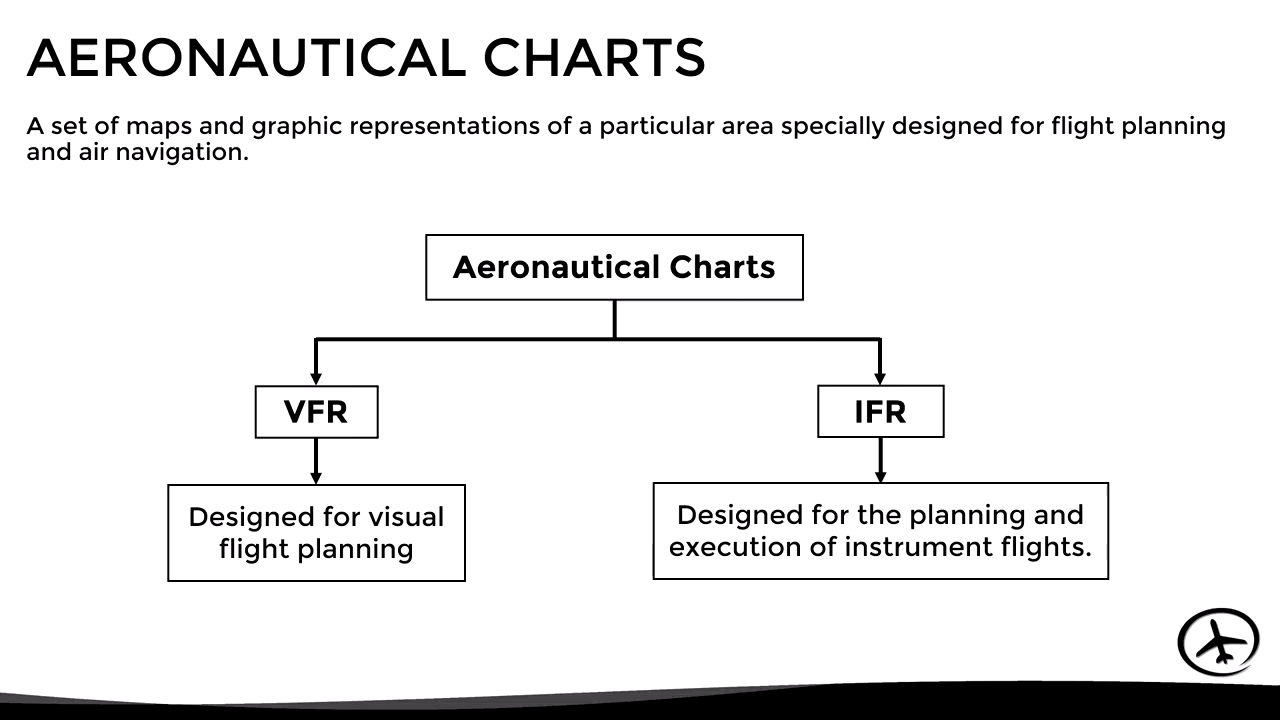 AERONAUTICAL CHARTS
A set of maps and graphic representations of a particular area specially designed for flight planning
and air navigation.
Aeronautical Charts
VFR
IFR
Designed for visual
flight planning
Designed for the planning and
execution of instrument flights.